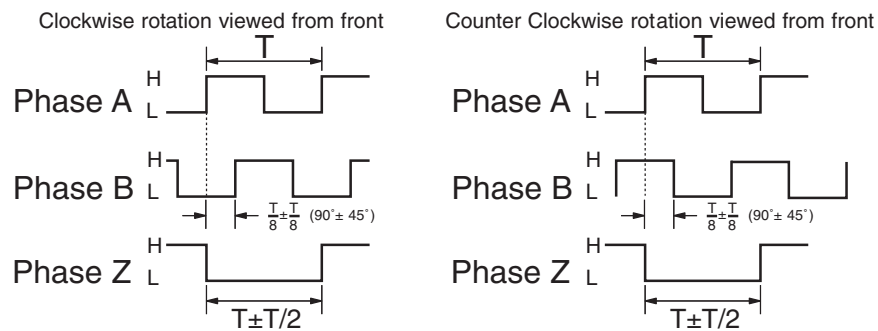 Clockwise rotation viewed from front
T
H
Phase A
L
H
Phase B
L
T/8±T/8 (90°± 45°)
H
Phase Z
L
T±T/2
Counter Clockwise rotation viewed from front
T
H
Phase A
L
H
Phase B
L
T/8±T/8 (90°± 45°)
H
Phase Z
L
T±T/2